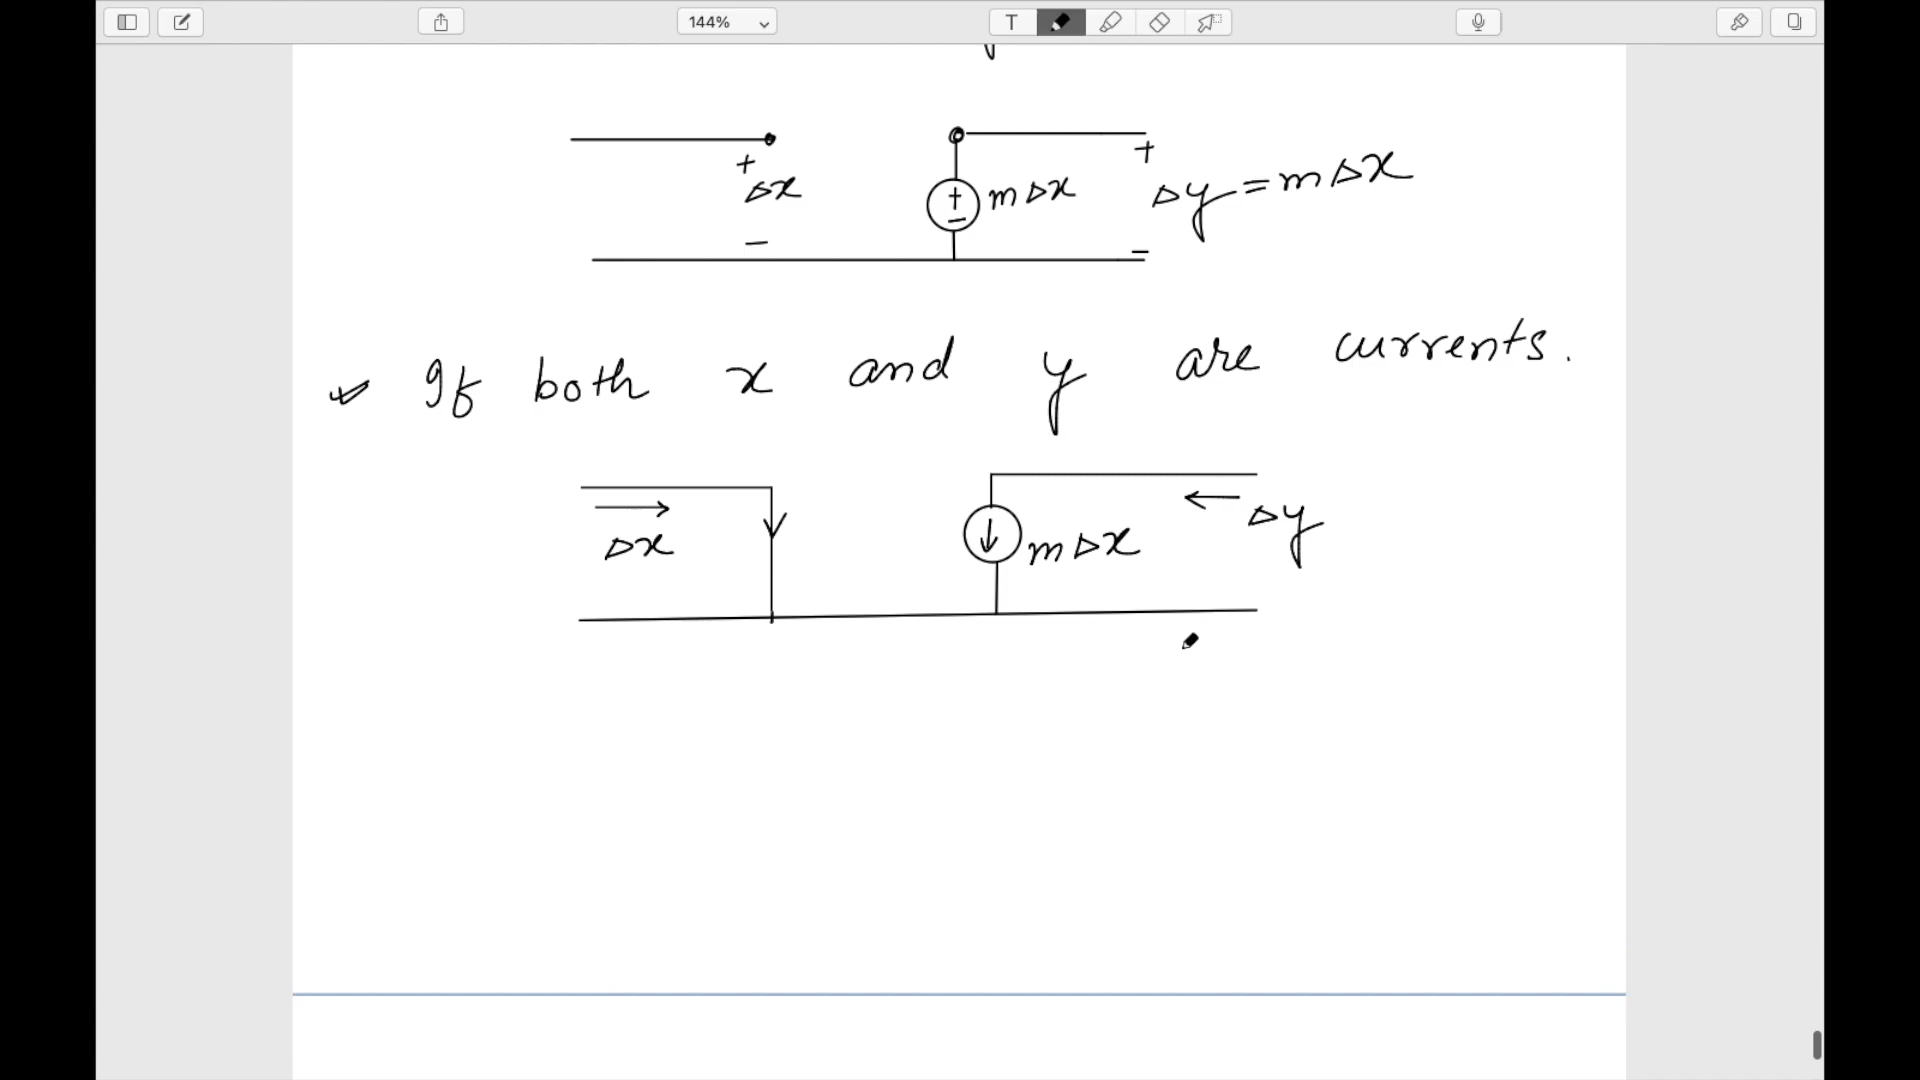 144%
T
+
Δx
-
+
-
mΔx
+
Δy = mΔx
-
If both x and y are currents.
Δx
mΔx
Δy